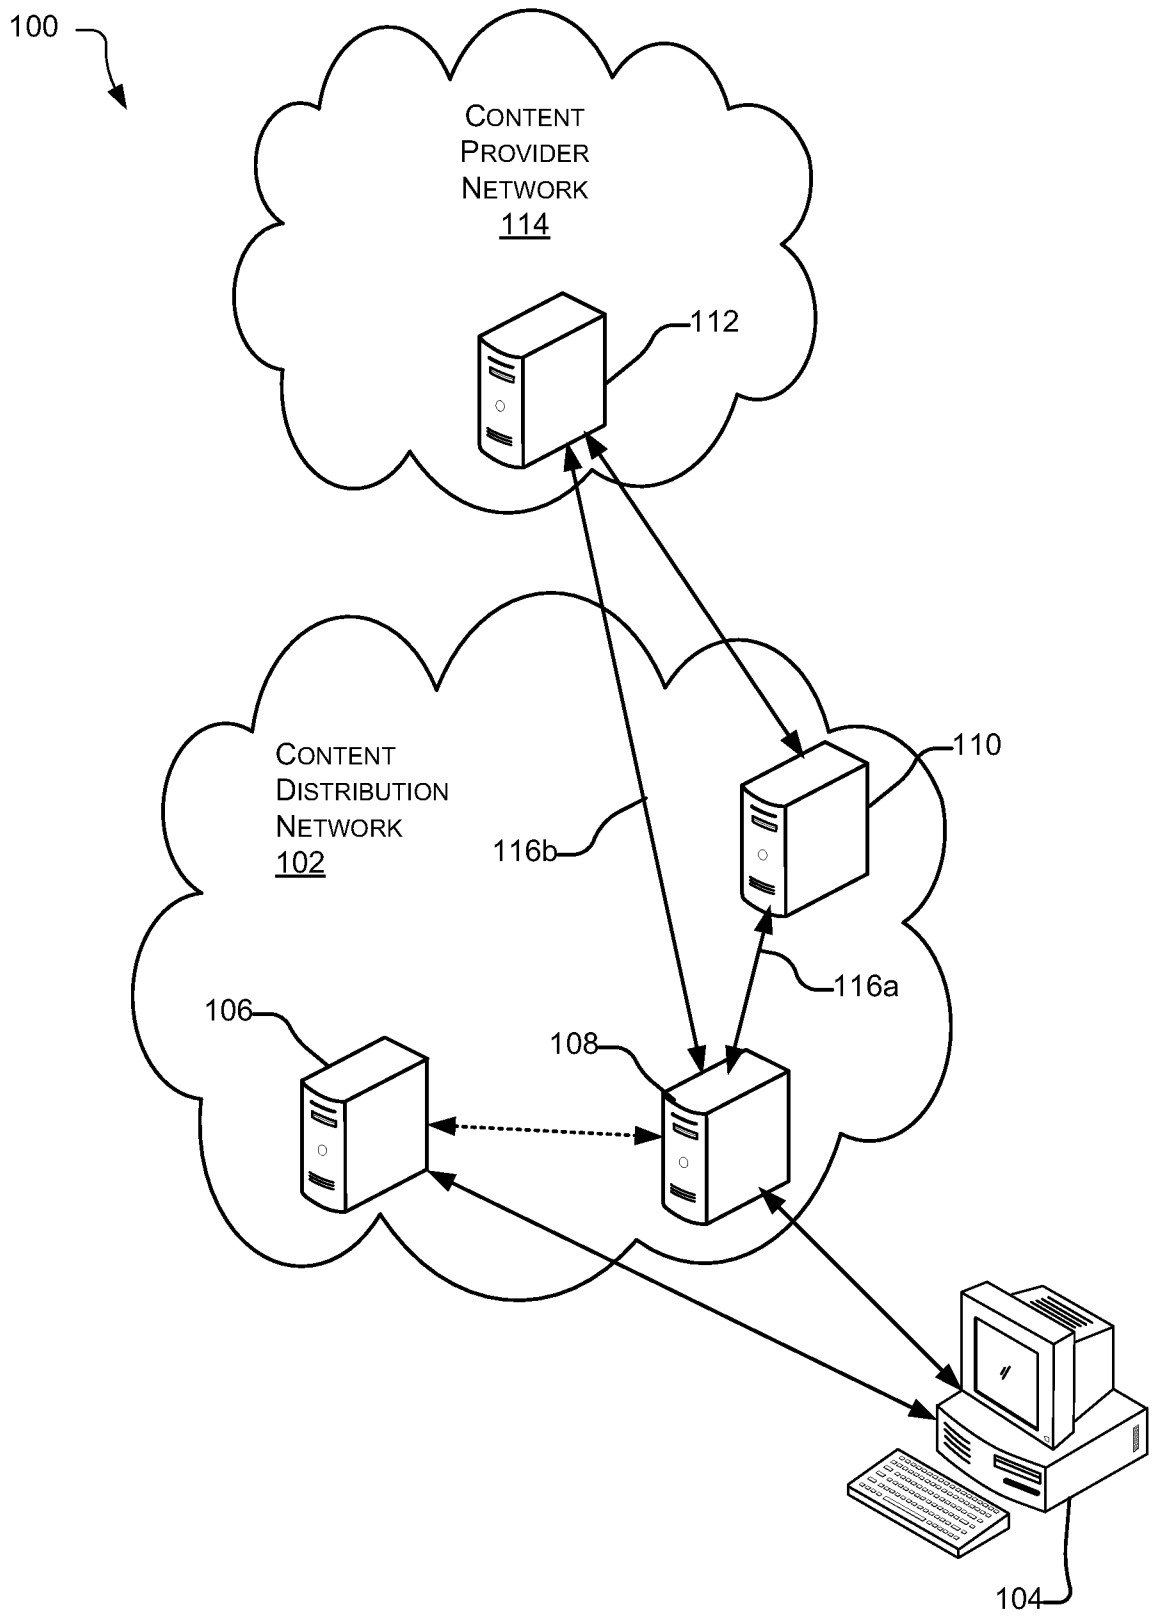 100
CONTENT
PROVIDER
NETWORK
114
112
CONTENT
DISTRIBUTION
NETWORK
102
110
116b
116a
106
108
104